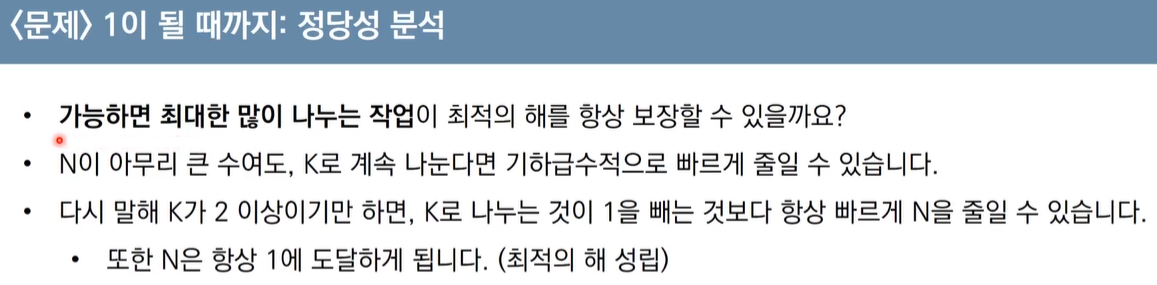 〈문제〉 1이 될 때까지: 정당성 분석
• 가능하면 최대한 많이 나누는 작업이 최적의 해를 항상 보장할 수 있을까요?
• N이 아무리 큰 수여도, K로 계속 나눈다면 기하급수적으로 빠르게 줄일 수 있습니다.
• 다시 말해 K가 2 이상이기만 하면, K로 나누는 것이 1을 빼는 것보다 항상 빠르게 N을 줄일 수 있습니다.
• 또한 N은 항상 1에 도달하게 됩니다. (최적의 해 성립)